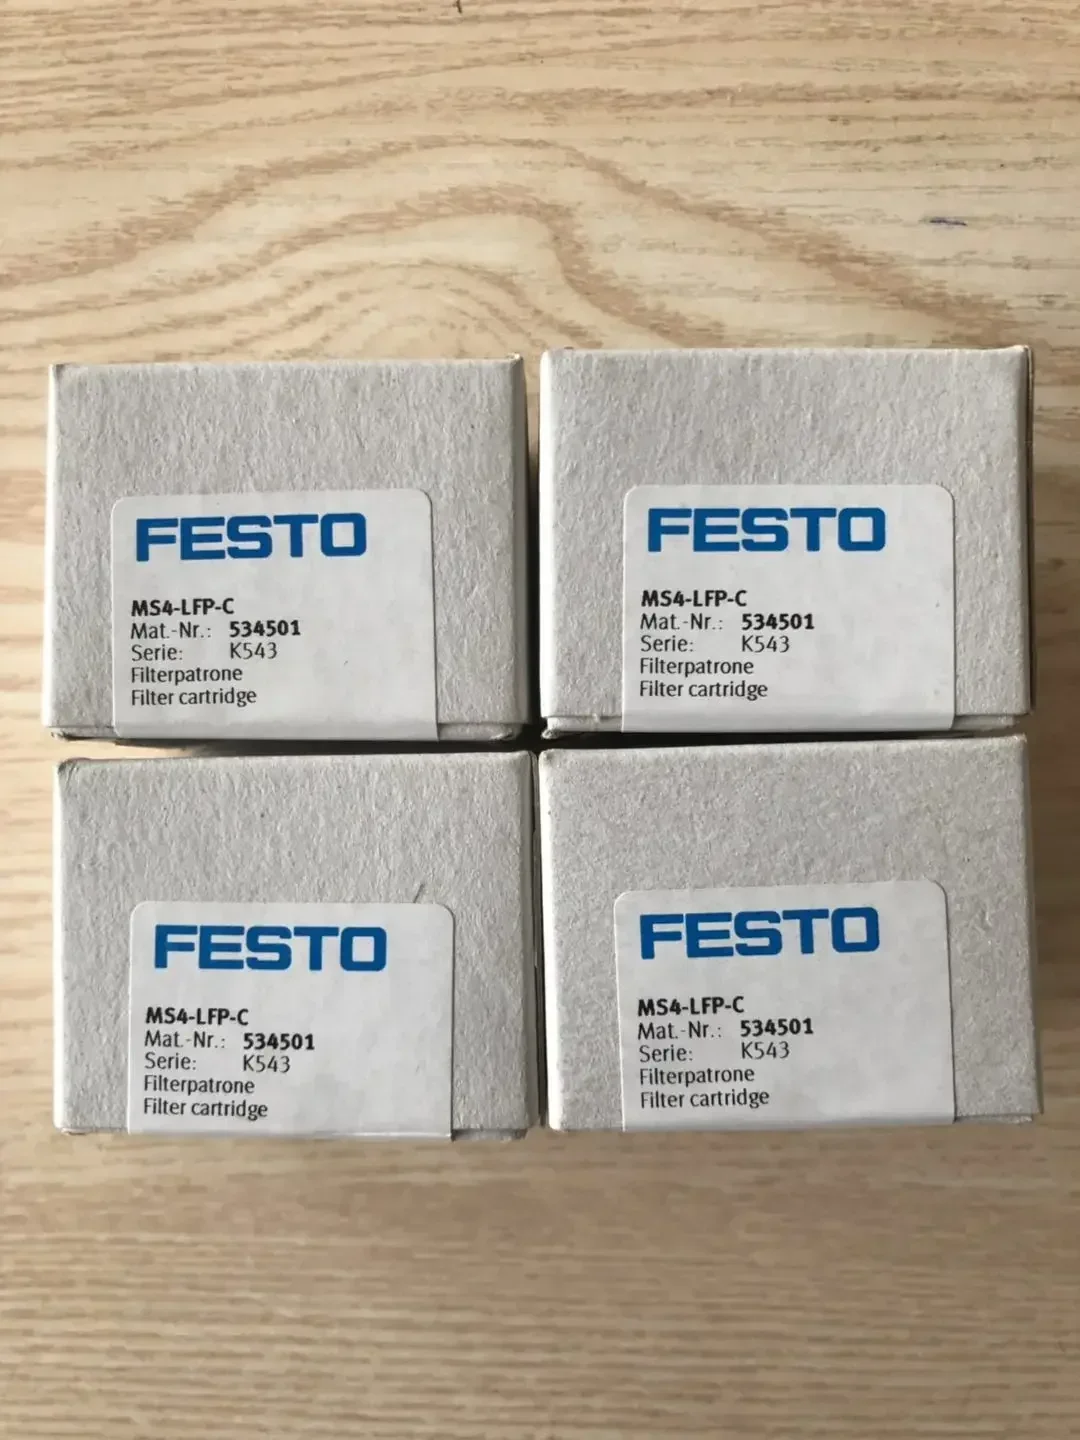 FESTO
MS4-LFP-C
Mat.-Nr.: 534501
Serie: K543
Filterpatrone
Filter cartridge
FESTO
MS4-LFP-C
Mat.-Nr.: 534501
Serie: K543
Filterpatrone
Filter cartridge
FESTO
MS4-LFP-C
Mat.-Nr.: 534501
Serie: K543
Filterpatrone
Filter cartridge
FESTO
MS4-LFP-C
Mat.-Nr.: 534501
Serie: K543
Filterpatrone
Filter cartridge